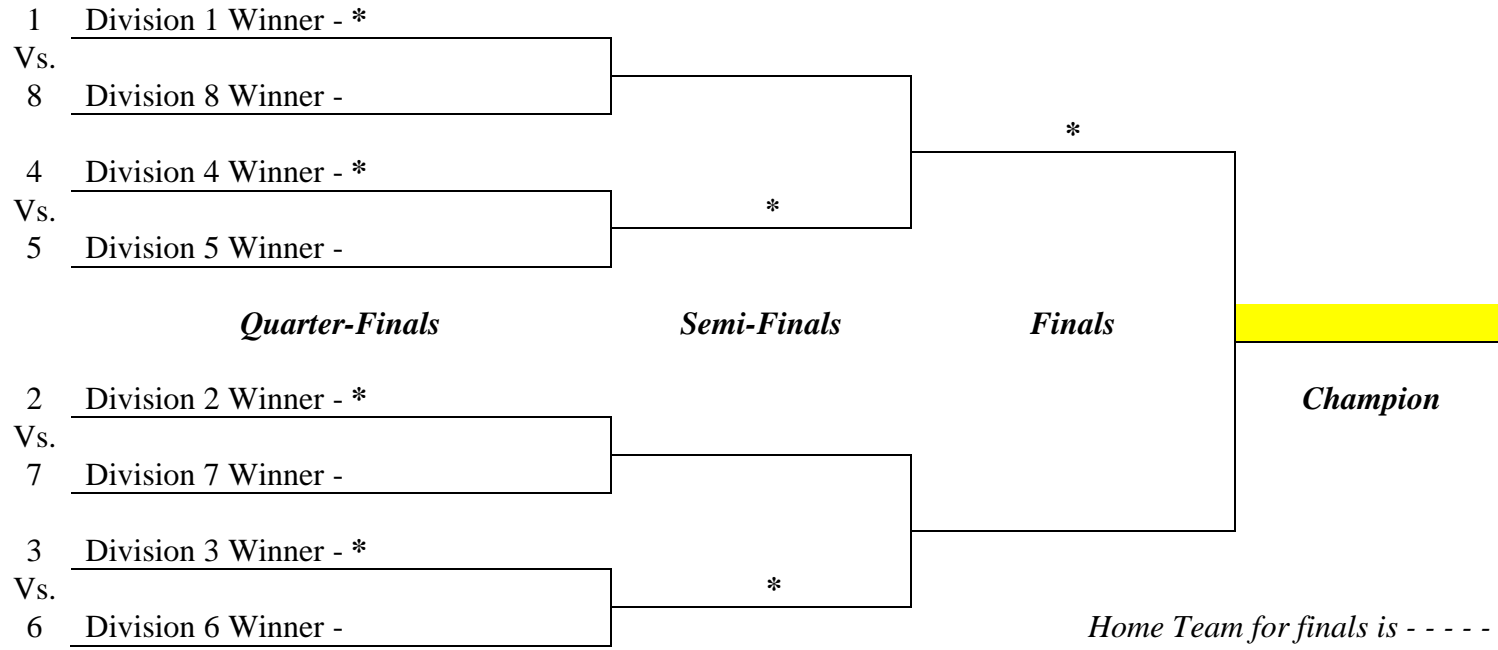 1 Division 1 Winner - *
Vs.
8 Division 8 Winner -
*
4 Division 4 Winner - *
Vs. *
5 Division 5 Winner -
Quarter-Finals Semi-Finals Finals
2 Division 2 Winner - * Champion
Vs.
7 Division 7 Winner -
3 Division 3 Winner - *
Vs. *
6 Division 6 Winner - Home Team for finals is - - - - -